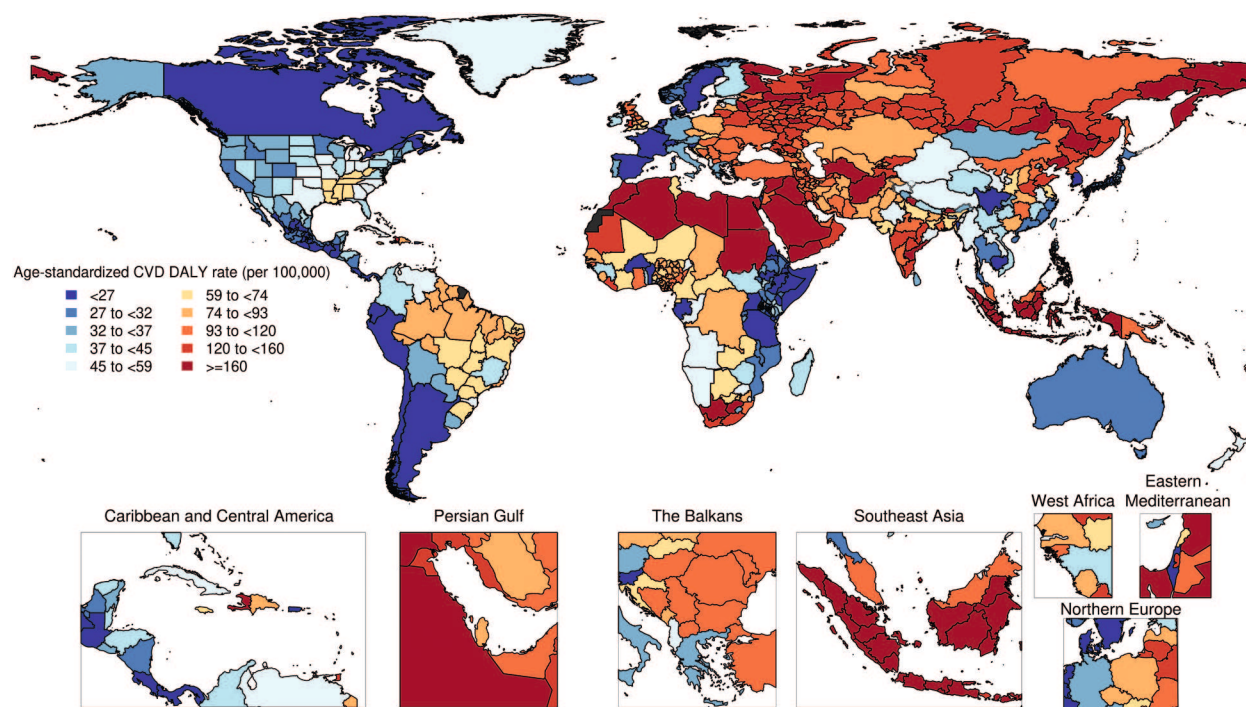 Age-standardized CVD DALY rate (per 100,000)
<27
27 to <32
32 to <37
37 to <45
45 to <59
59 to <74
74 to <93
93 to <120
120 to <160
>=160
Caribbean and Central America
Persian Gulf
The Balkans
Southeast Asia
West Africa
Eastern
Mediterranean
Northern Europe